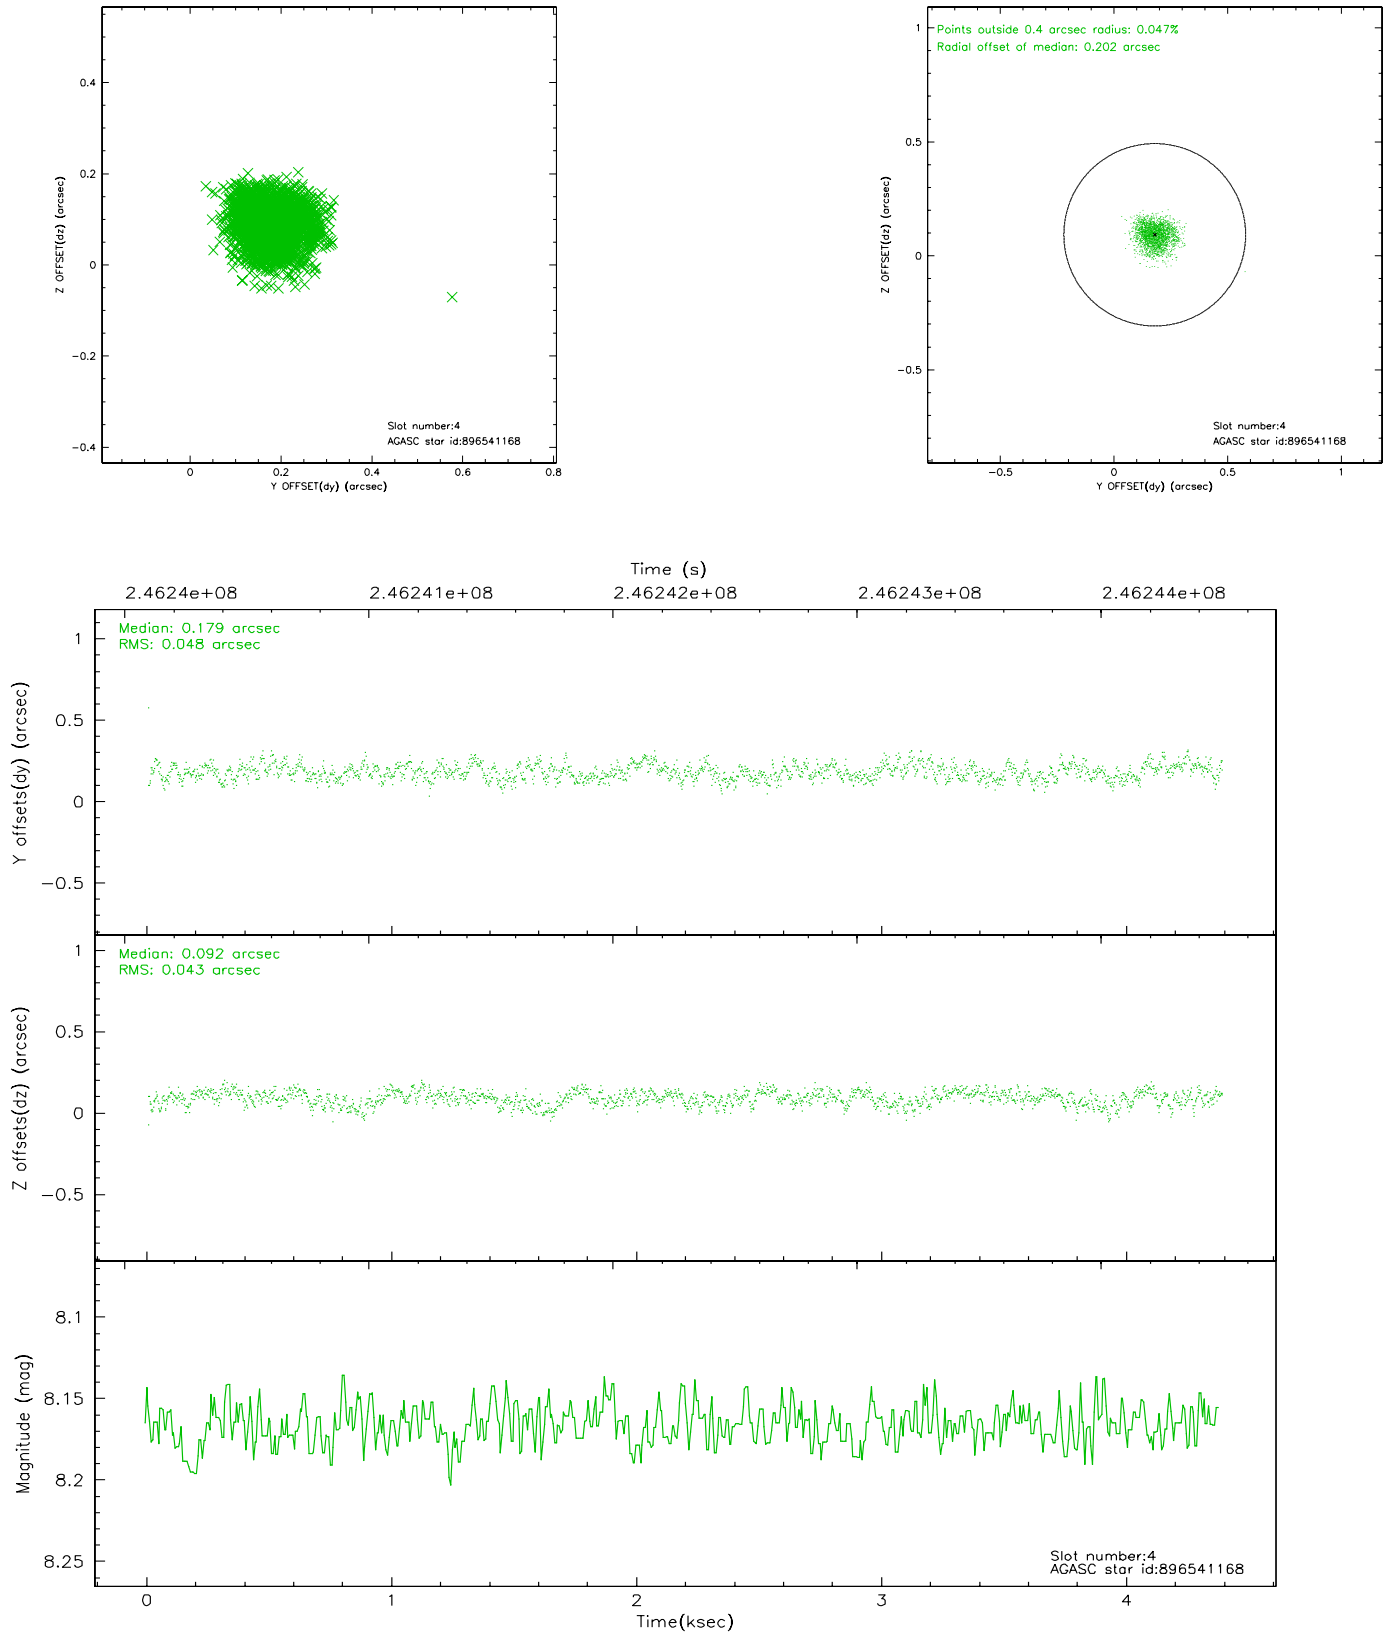 0.4
0.2
0
−0.2
−0.4
Z OFFSET(dz) (arcsec)
0 0.2 0.4 0.6 0.8
Y OFFSET(dy) (arcsec)
Slot number:4
AGASC star id:896541168
Points outside 0.4 arcsec radius: 0.047%
Radial offset of median: 0.202 arcsec
1
0.5
0
−0.5
Z OFFSET(dz) (arcsec)
−0.5 0 0.5 1
Y OFFSET(dy) (arcsec)
Slot number:4
AGASC star id:896541168
Time (s)
2.4624e+08 2.46241e+08 2.46242e+08 2.46243e+08 2.46244e+08
Median: 0.179 arcsec
RMS: 0.048 arcsec
1
0.5
0
−0.5
Y offsets(dy) (arcsec)
Median: 0.092 arcsec
RMS: 0.043 arcsec
1
0.5
0
−0.5
Z offsets(dz) (arcsec)
8.1
8.15
8.2
8.25
Magnitude (mag)
Slot number:4
AGASC star id:896541168
0 1 2 3 4
Time(ksec)